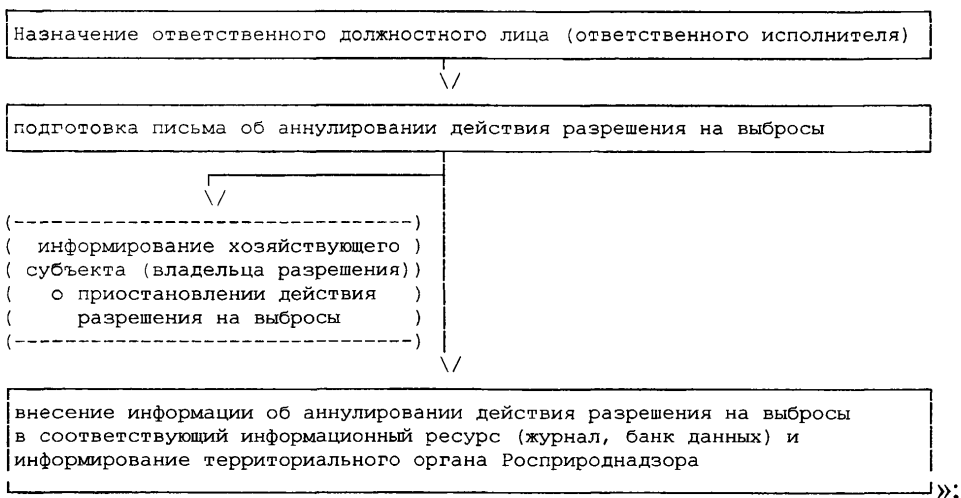 Назначение ответственного должностного лица (ответственного исполнителя)
подготовка письма об аннулировании действия разрешения на выбросы
информирование хозяйствующего
субъекта (владельца разрешения)
о приостановлении действия
разрешения на выбросы
внесение информации об аннулировании действия разрешения на выбросы
в соответствующий информационный ресурс (журнал, банк данных) и
информирование территориального органа Росприроднадзора
»: